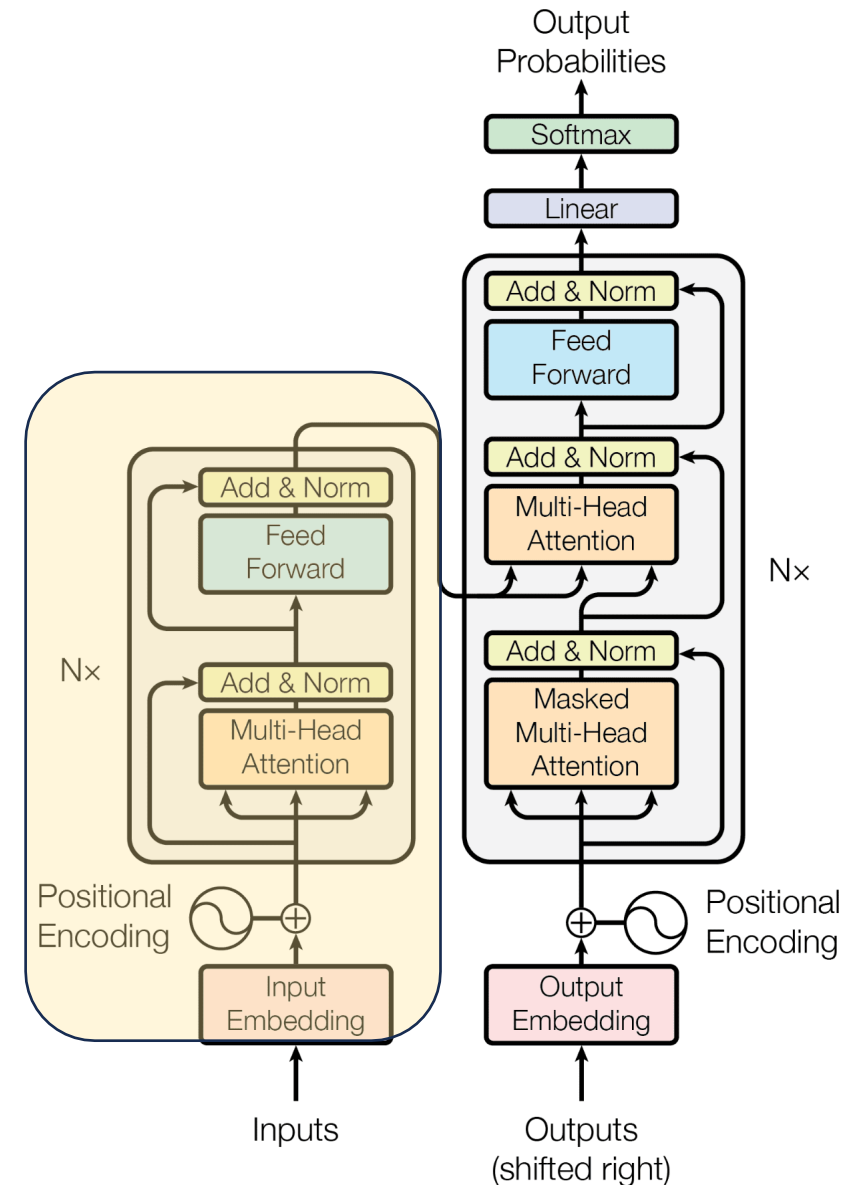 Output
Probabilities
Softmax
Linear
Add & Norm
Feed
Forward
Add & Norm
Multi-Head
Attention
Nx
Add & Norm
Masked
Multi-Head
Attention
Positional
Encoding
Output
Embedding
Outputs
(shifted right)
Add & Norm
Feed
Forward
Nx
Add & Norm
Multi-Head
Attention
Positional
Encoding
Input
Embedding
Inputs